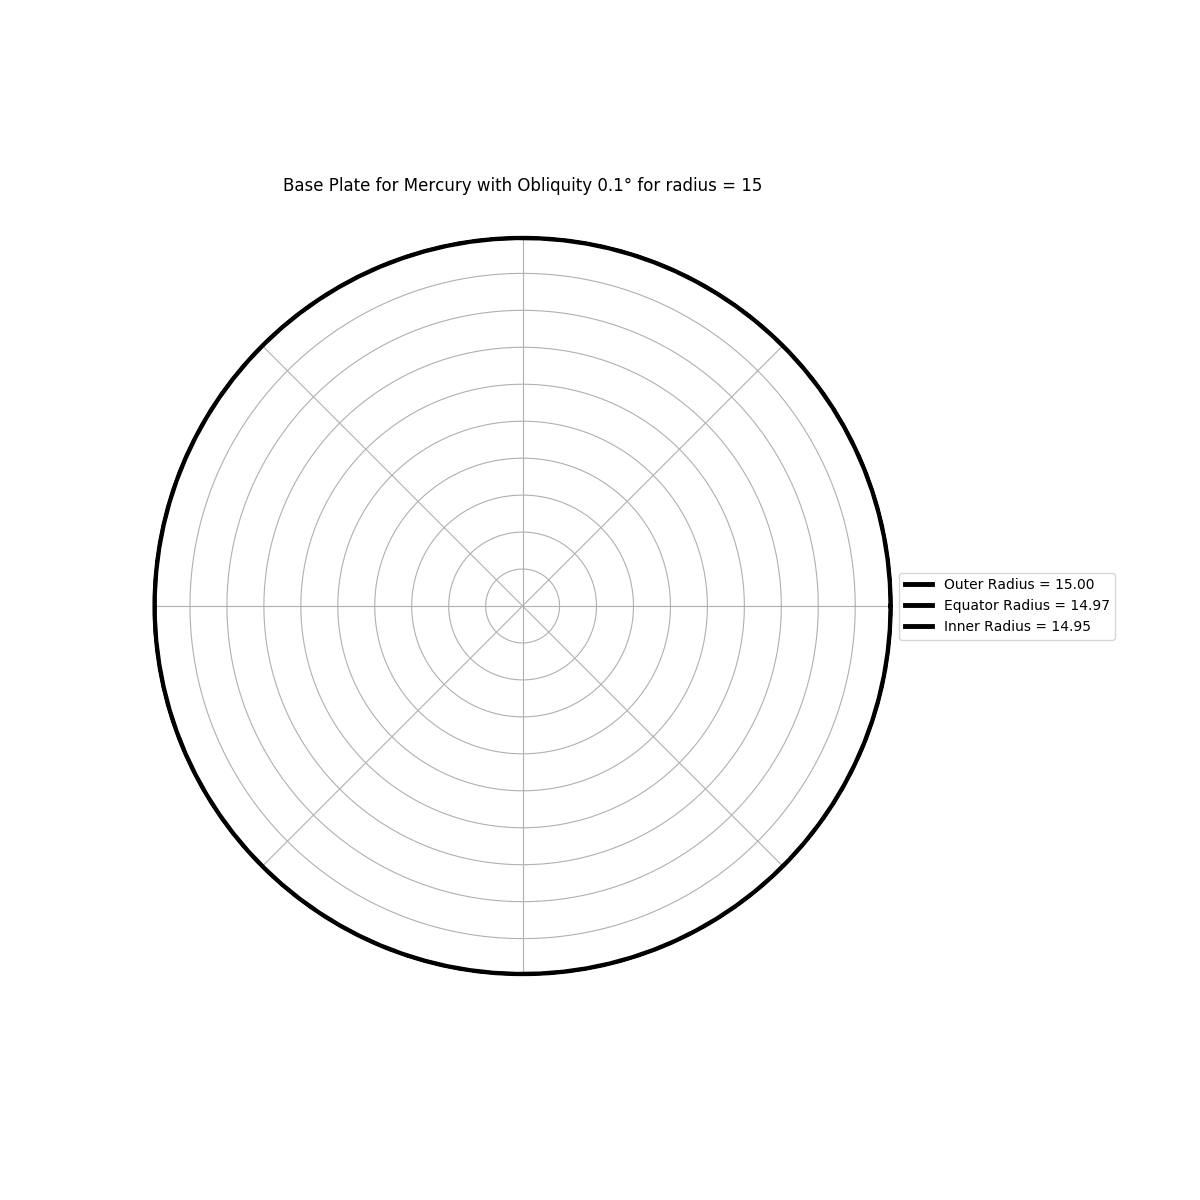 Base Plate for Mercury with Obliquity 0.1° for radius = 15
Outer Radius = 15.00
Equator Radius = 14.97
Inner Radius = 14.95